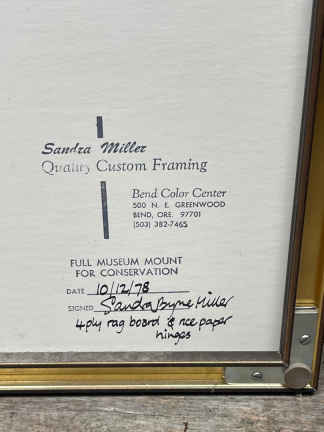 Sandra Miller
Quality Custom Framing
Bend Color Center
500 N. E. GREENWOOD
BEND, ORE. 97701
(503) 382-7465
FULL MUSEUM MOUNT
FOR CONSERVATION
DATE 10/12/78
SIGNED Sandra Byrne Miller
4 ply rag board & rice paper
hinges